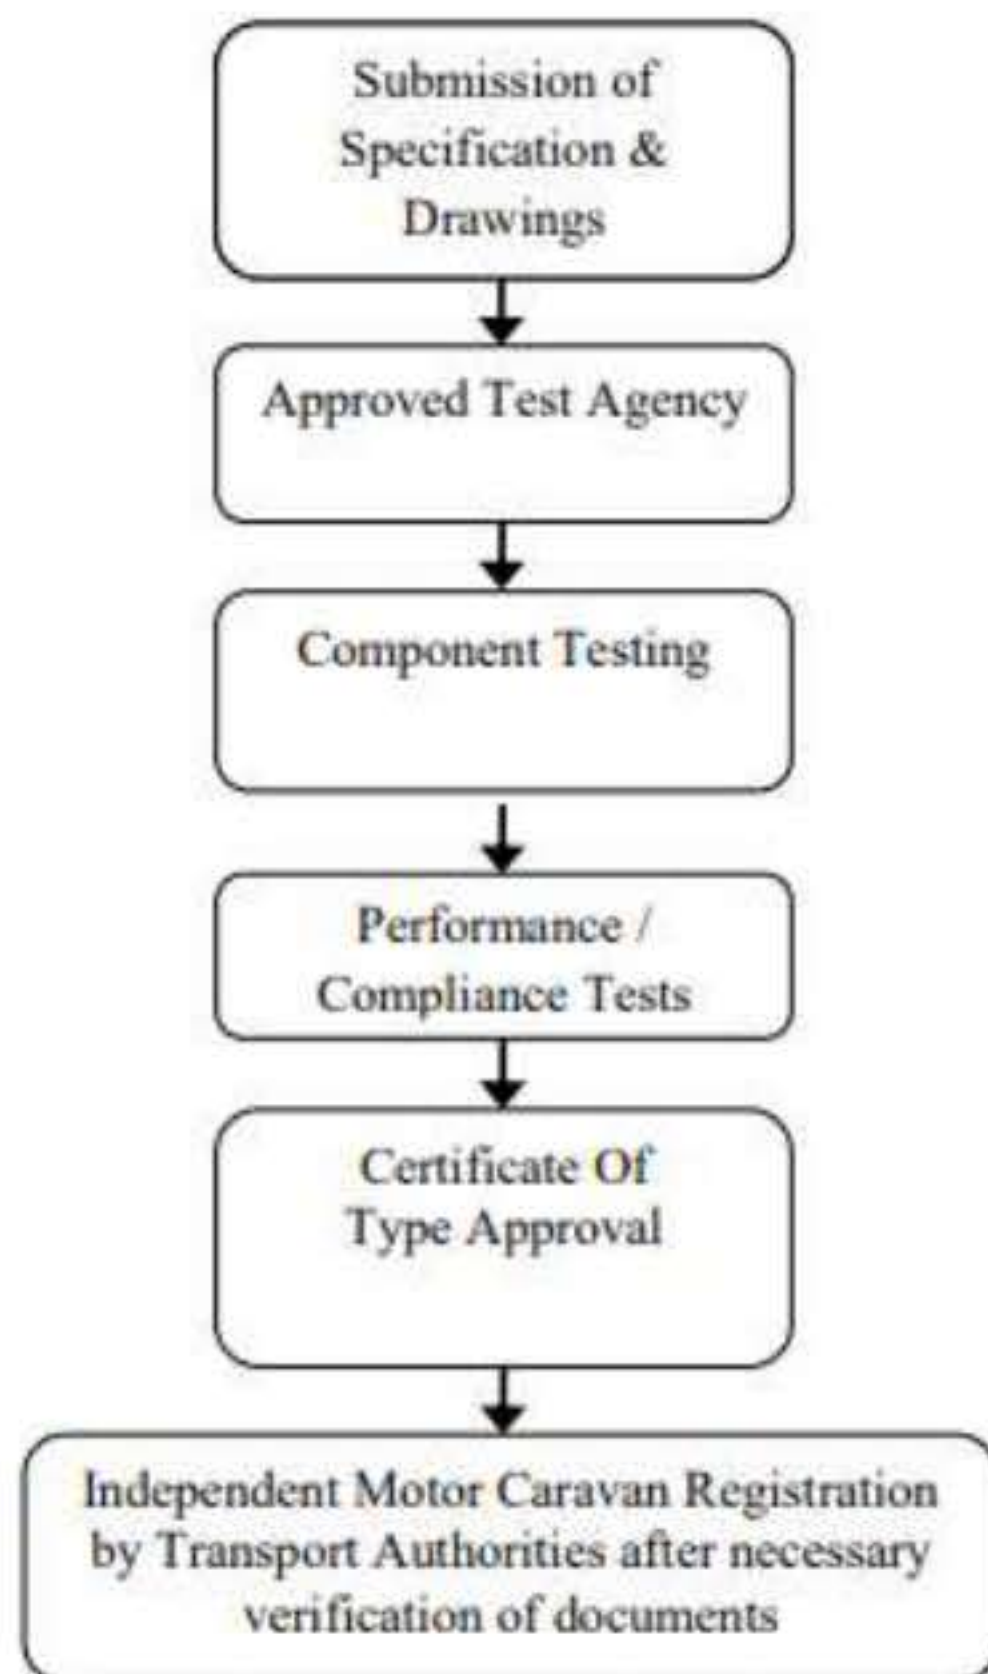 Submission of
Specification &
Drawings
Approved Test Agency
Component Testing
Performance /
Compliance Tests
Certificate Of
Type Approval
Independent Motor Caravan Registration
by Transport Authorities after necessary
verification of documents